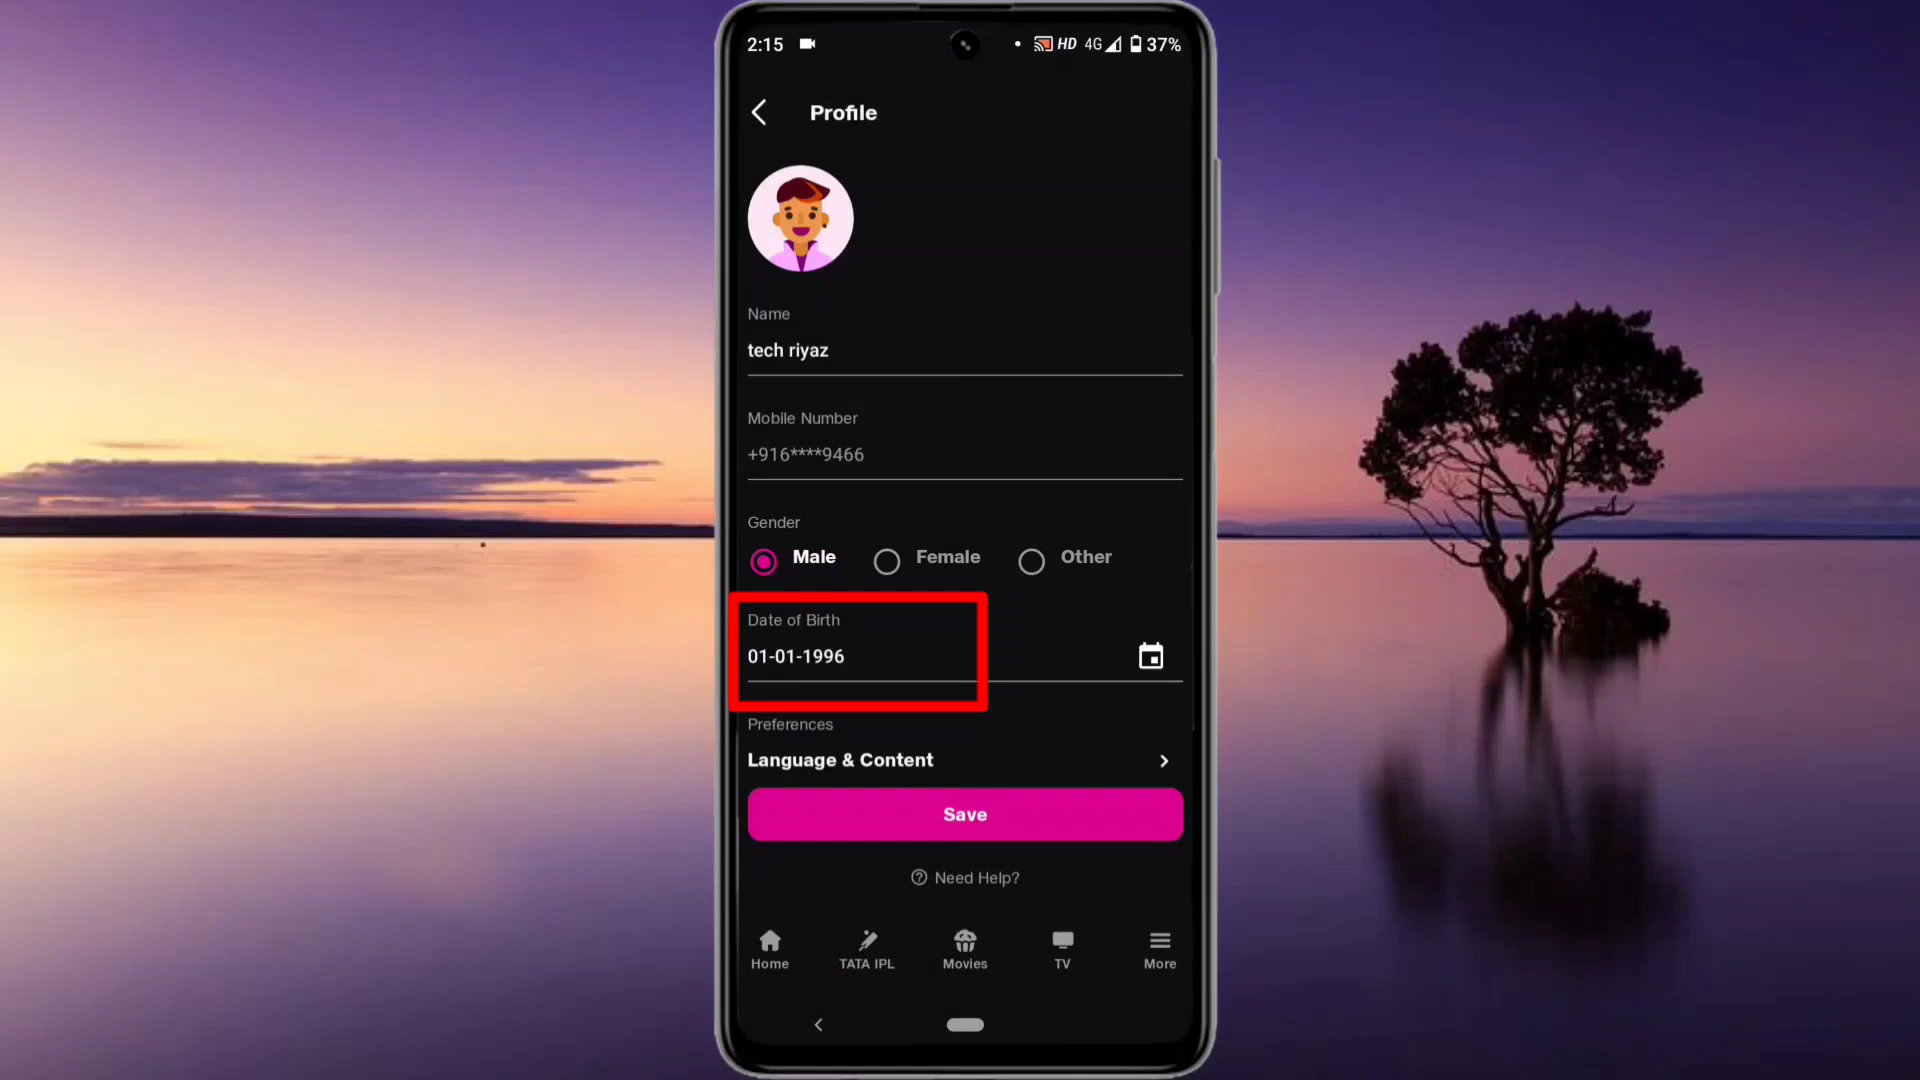 2:15 HD 4G 37%
Profile
Name
tech riyaz
Mobile Number
+916****9466
Gender
Male Female Other
Date of Birth
01-01-1996
Preferences
Language & Content
Save
Need Help?
Home TATA IPL Movies TV More